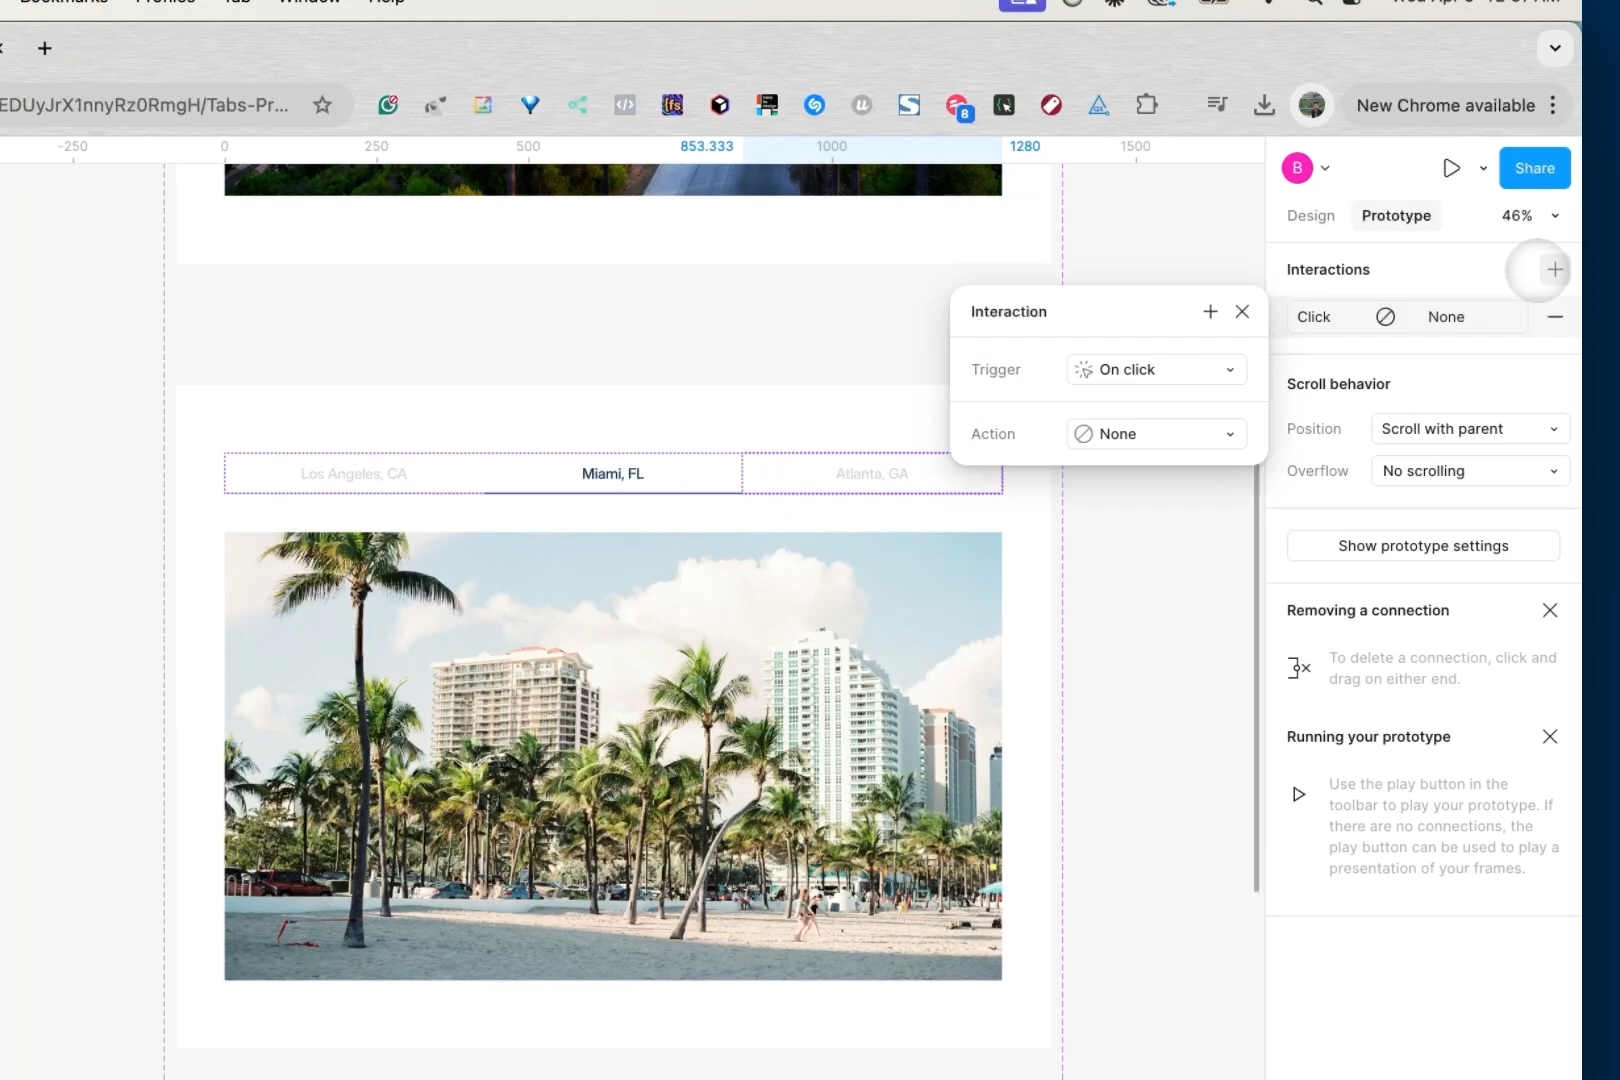 EDUyJrX1nnyRz0RmgH/Tabs-Pr...
8
New Chrome available
-250 0 250 500 853.333 1000 1280 1500
B
Share
Design Prototype 46%
Interactions
Click None
Interaction
Trigger On click
Action None
Scroll behavior
Position Scroll with parent
Overflow No scrolling
Los Angeles, CA Miami, FL Atlanta, GA
Show prototype settings
Removing a connection
To delete a connection, click and
drag on either end.
Running your prototype
Use the play button in the
toolbar to play your prototype. If
there are no connections, the
play button can be used to play a
presentation of your frames.